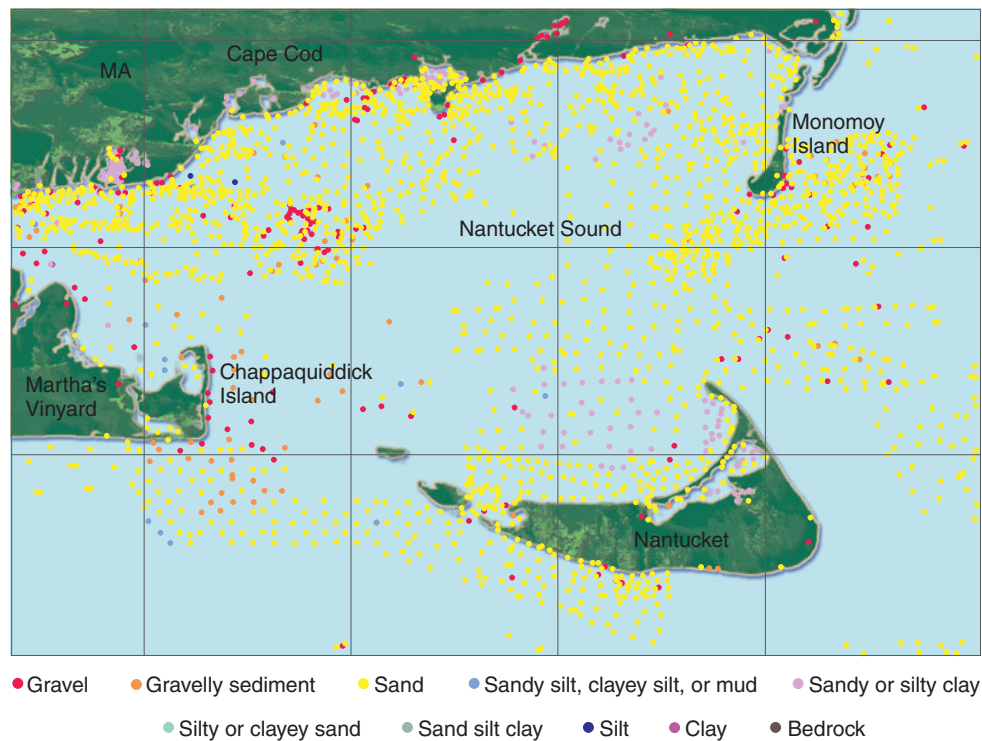 Cape Cod
MA
Monomoy
Island
Nantucket Sound
Chappaquiddick
Island
Martha's
Vinyard
Nantucket
Gravel
Gravelly sediment
Sand
Sandy silt, clayey silt, or mud
Sandy or silty clay
Silty or clayey sand
Sand silt clay
Silt
Clay
Bedrock